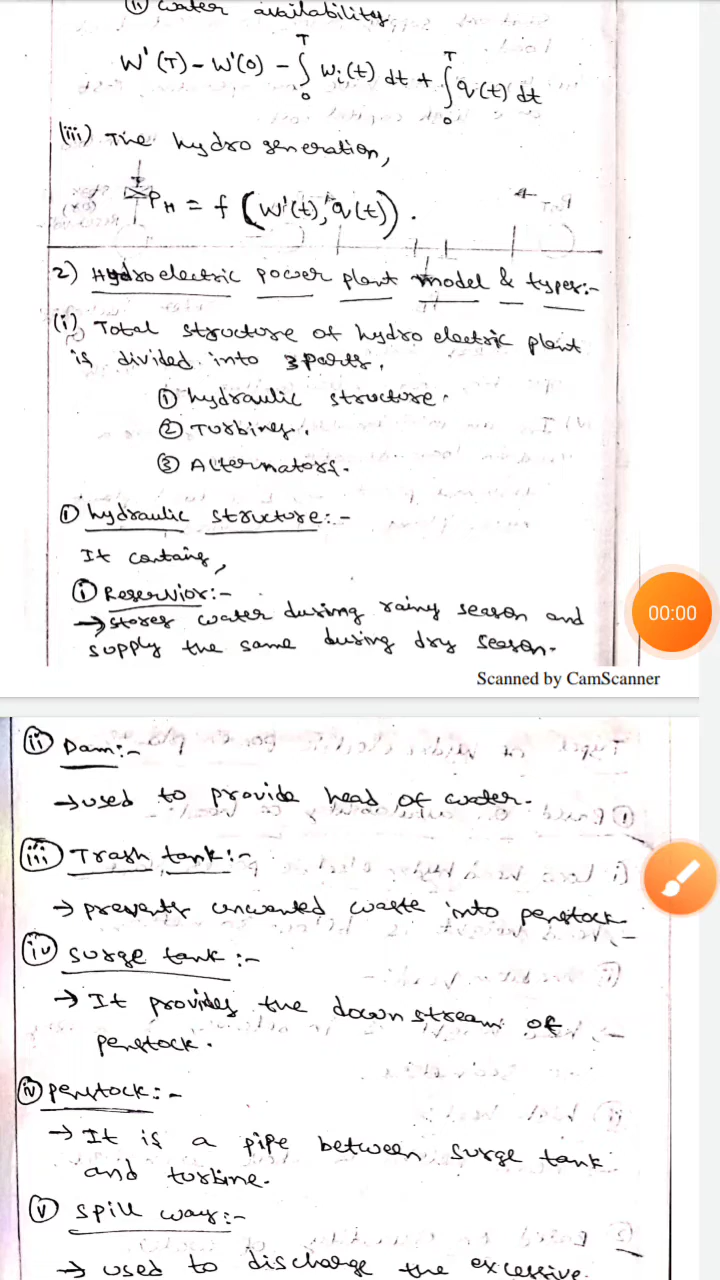 (ii) water availability
W'(T) - W'(0) - ∫₀ᵀ Wᵢ(t) dt + ∫₀ᵀ q(t) dt
(iii) The hydro generation,
P_H = f (W'(t), q(t)).
2) Hydro electric power plant model & types:-
(i) Total structure of hydro electric plant
is divided into 3 parts,
① hydraulic structure.
② Turbines.
③ Alternators.
① hydraulic structure:-
It contains,
① Reservior:-
→ stores water during rainy season and
supply the same during dry season.
00:00
Scanned by CamScanner
(ii) Dam:-
→ used to provide head of water.
(iii) Trash tank:-
→ prevents unwanted waste into penstock
(iv) surge tank:-
→ It provides the down stream of
penstock.
(iv) penstock:-
→ It is a pipe between surge tank
and turbine.
(v) spill way:-
→ used to discharge the excessive